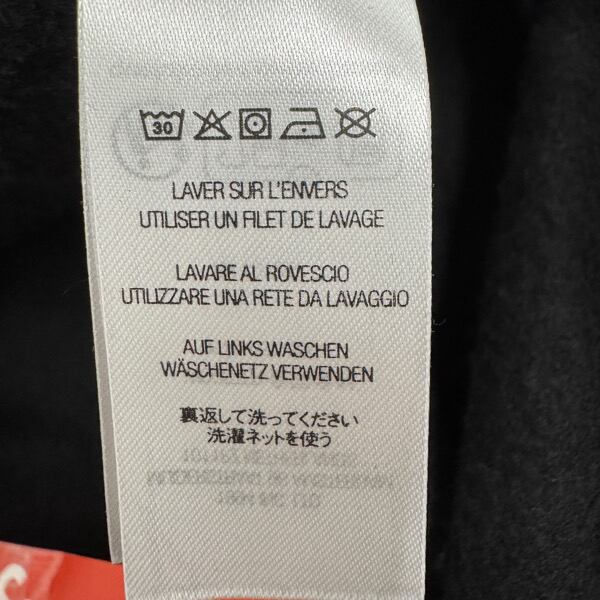 30
LAVER SUR L'ENVERS
UTILISER UN FILET DE LAVAGE
LAVARE AL ROVESCIO
UTILIZZARE UNA RETE DA LAVAGGIO
AUF LINKS WASCHEN
WÄSCHENETZ VERWENDEN
裏返して洗ってください
洗濯ネットを使う